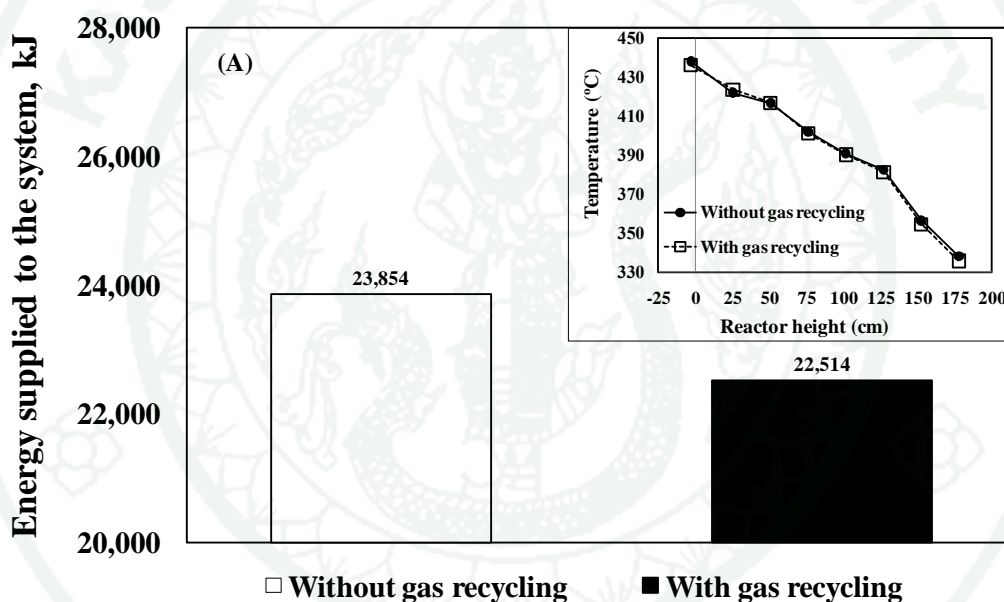 Energy supplied to the system, kJ
28,000
26,000
24,000
22,000
20,000
(A)
23,854
22,514
Temperature (ºC)
450
430
410
390
370
350
330
Without gas recycling
With gas recycling
-25 0 25 50 75 100 125 150 175 200
Reactor height (cm)
Without gas recycling With gas recycling